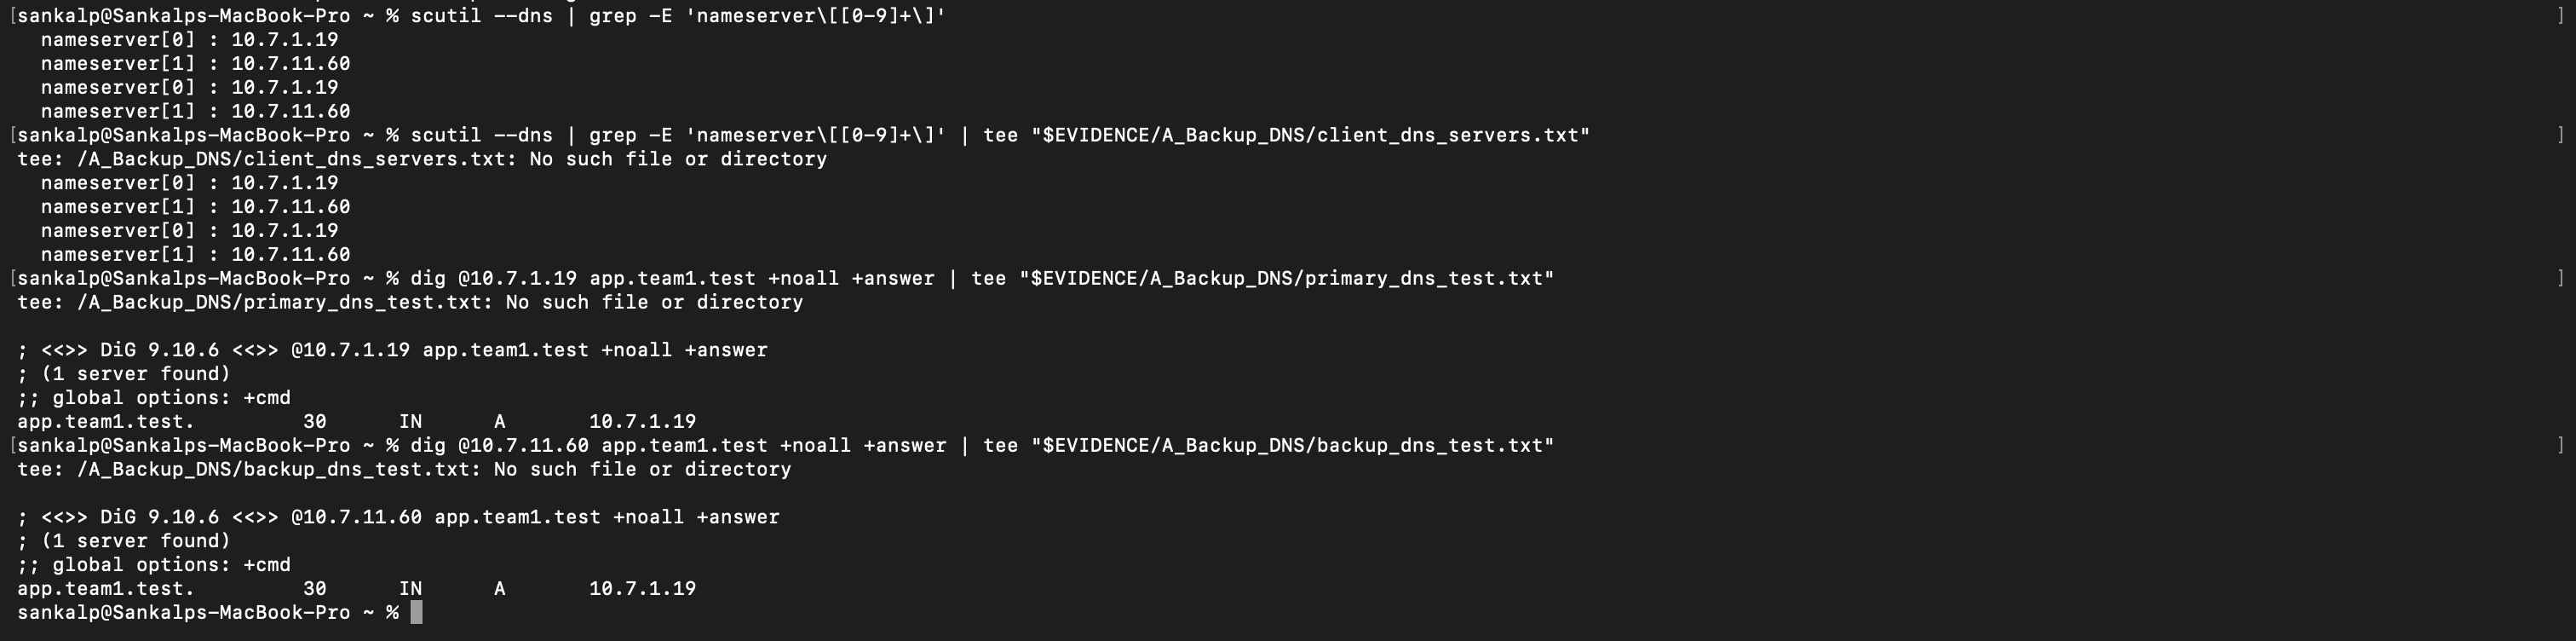 [sankalp@Sankalps-MacBook-Pro ~ % scutil --dns | grep -E 'nameserver\[[0-9]+\]' ]
nameserver[0] : 10.7.1.19
nameserver[1] : 10.7.11.60
nameserver[0] : 10.7.1.19
nameserver[1] : 10.7.11.60
[sankalp@Sankalps-MacBook-Pro ~ % scutil --dns | grep -E 'nameserver\[[0-9]+\]' | tee "$EVIDENCE/A_Backup_DNS/client_dns_servers.txt" ]
tee: /A_Backup_DNS/client_dns_servers.txt: No such file or directory
nameserver[0] : 10.7.1.19
nameserver[1] : 10.7.11.60
nameserver[0] : 10.7.1.19
nameserver[1] : 10.7.11.60
[sankalp@Sankalps-MacBook-Pro ~ % dig @10.7.1.19 app.team1.test +noall +answer | tee "$EVIDENCE/A_Backup_DNS/primary_dns_test.txt" ]
tee: /A_Backup_DNS/primary_dns_test.txt: No such file or directory

; <<>> DiG 9.10.6 <<>> @10.7.1.19 app.team1.test +noall +answer
; (1 server found)
;; global options: +cmd
app.team1.test. 30 IN A 10.7.1.19
[sankalp@Sankalps-MacBook-Pro ~ % dig @10.7.11.60 app.team1.test +noall +answer | tee "$EVIDENCE/A_Backup_DNS/backup_dns_test.txt" ]
tee: /A_Backup_DNS/backup_dns_test.txt: No such file or directory

; <<>> DiG 9.10.6 <<>> @10.7.11.60 app.team1.test +noall +answer
; (1 server found)
;; global options: +cmd
app.team1.test. 30 IN A 10.7.1.19
sankalp@Sankalps-MacBook-Pro ~ %